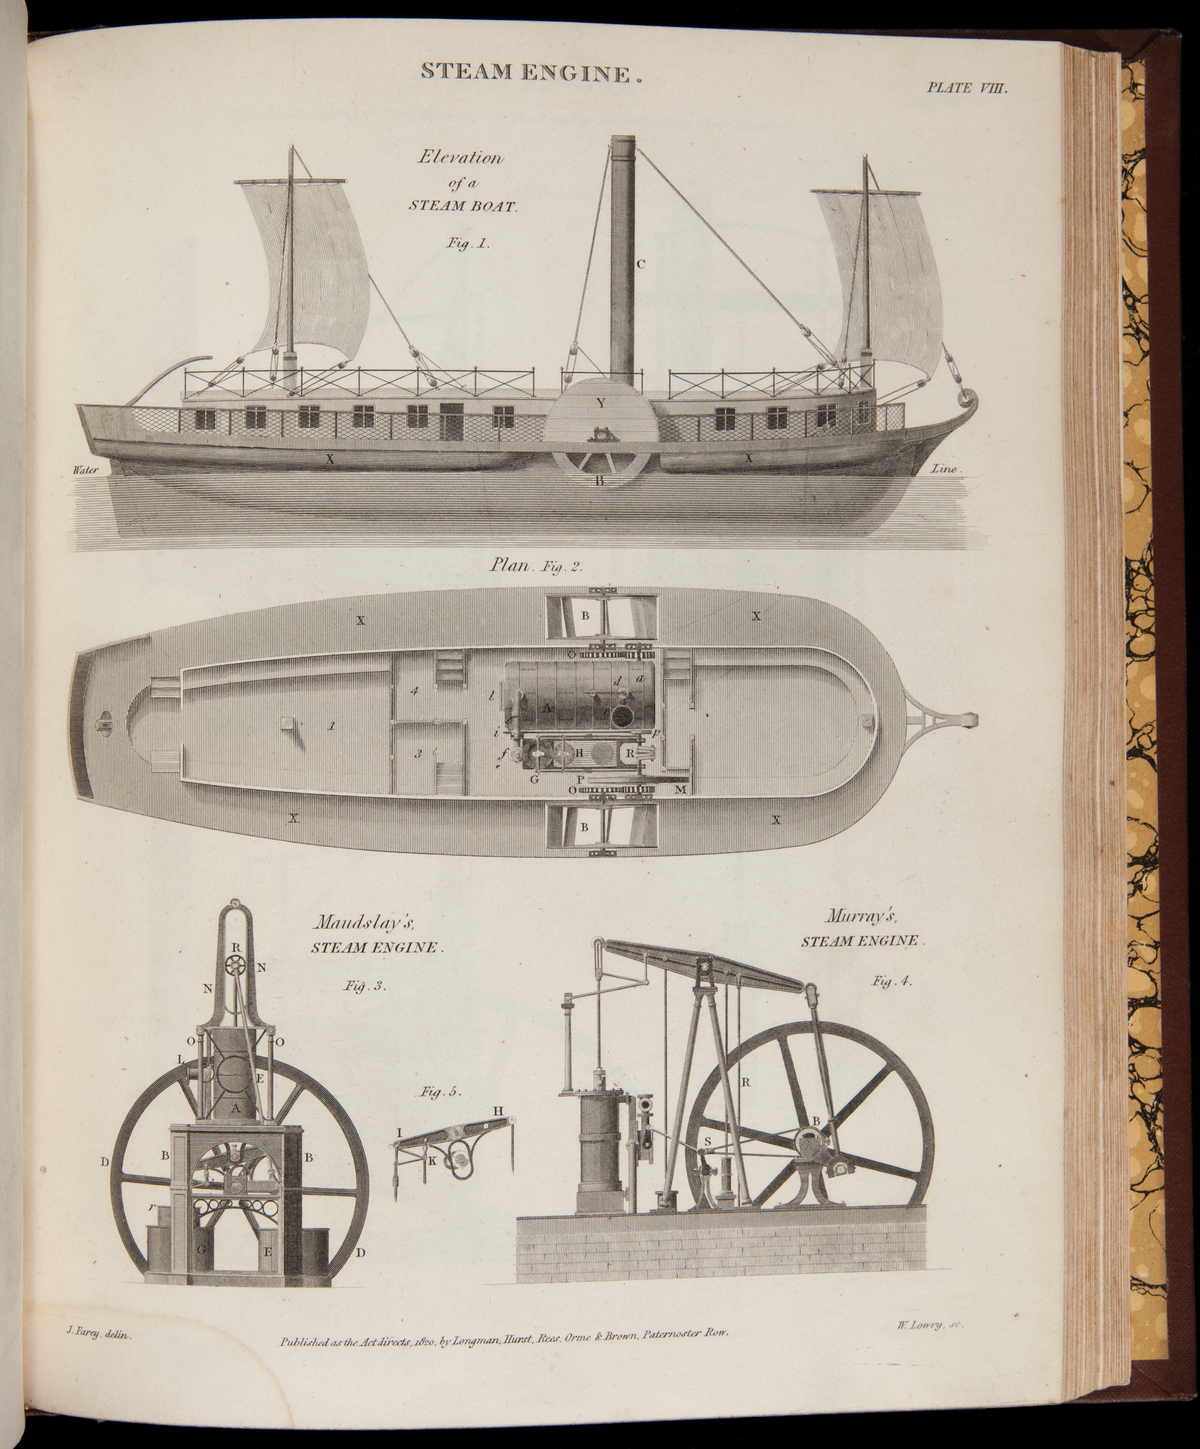 STEAM ENGINE.
PLATE VIII.
Elevation
of a
STEAM BOAT.
Fig. 1.
C
Y
X
X
Water
Line.
B
Plan. Fig. 2.
X
B
X
O
4
l
d
a
A
1
i
p
3
f
H
R
G
P
O
M
X
B
X
Maudslay's,
STEAM ENGINE.
Fig. 3.
Murray's,
STEAM ENGINE.
Fig. 4.
R
N
N
O
O
L
E
A
D
B
B
r
G
E
D
Fig. 5.
H
I
K
R
B
S
J. Farey, delin.
Published as the Act directs, 1820, by Longman, Hurst, Rees, Orme & Brown, Paternoster Row.
W. Lowry, sc.